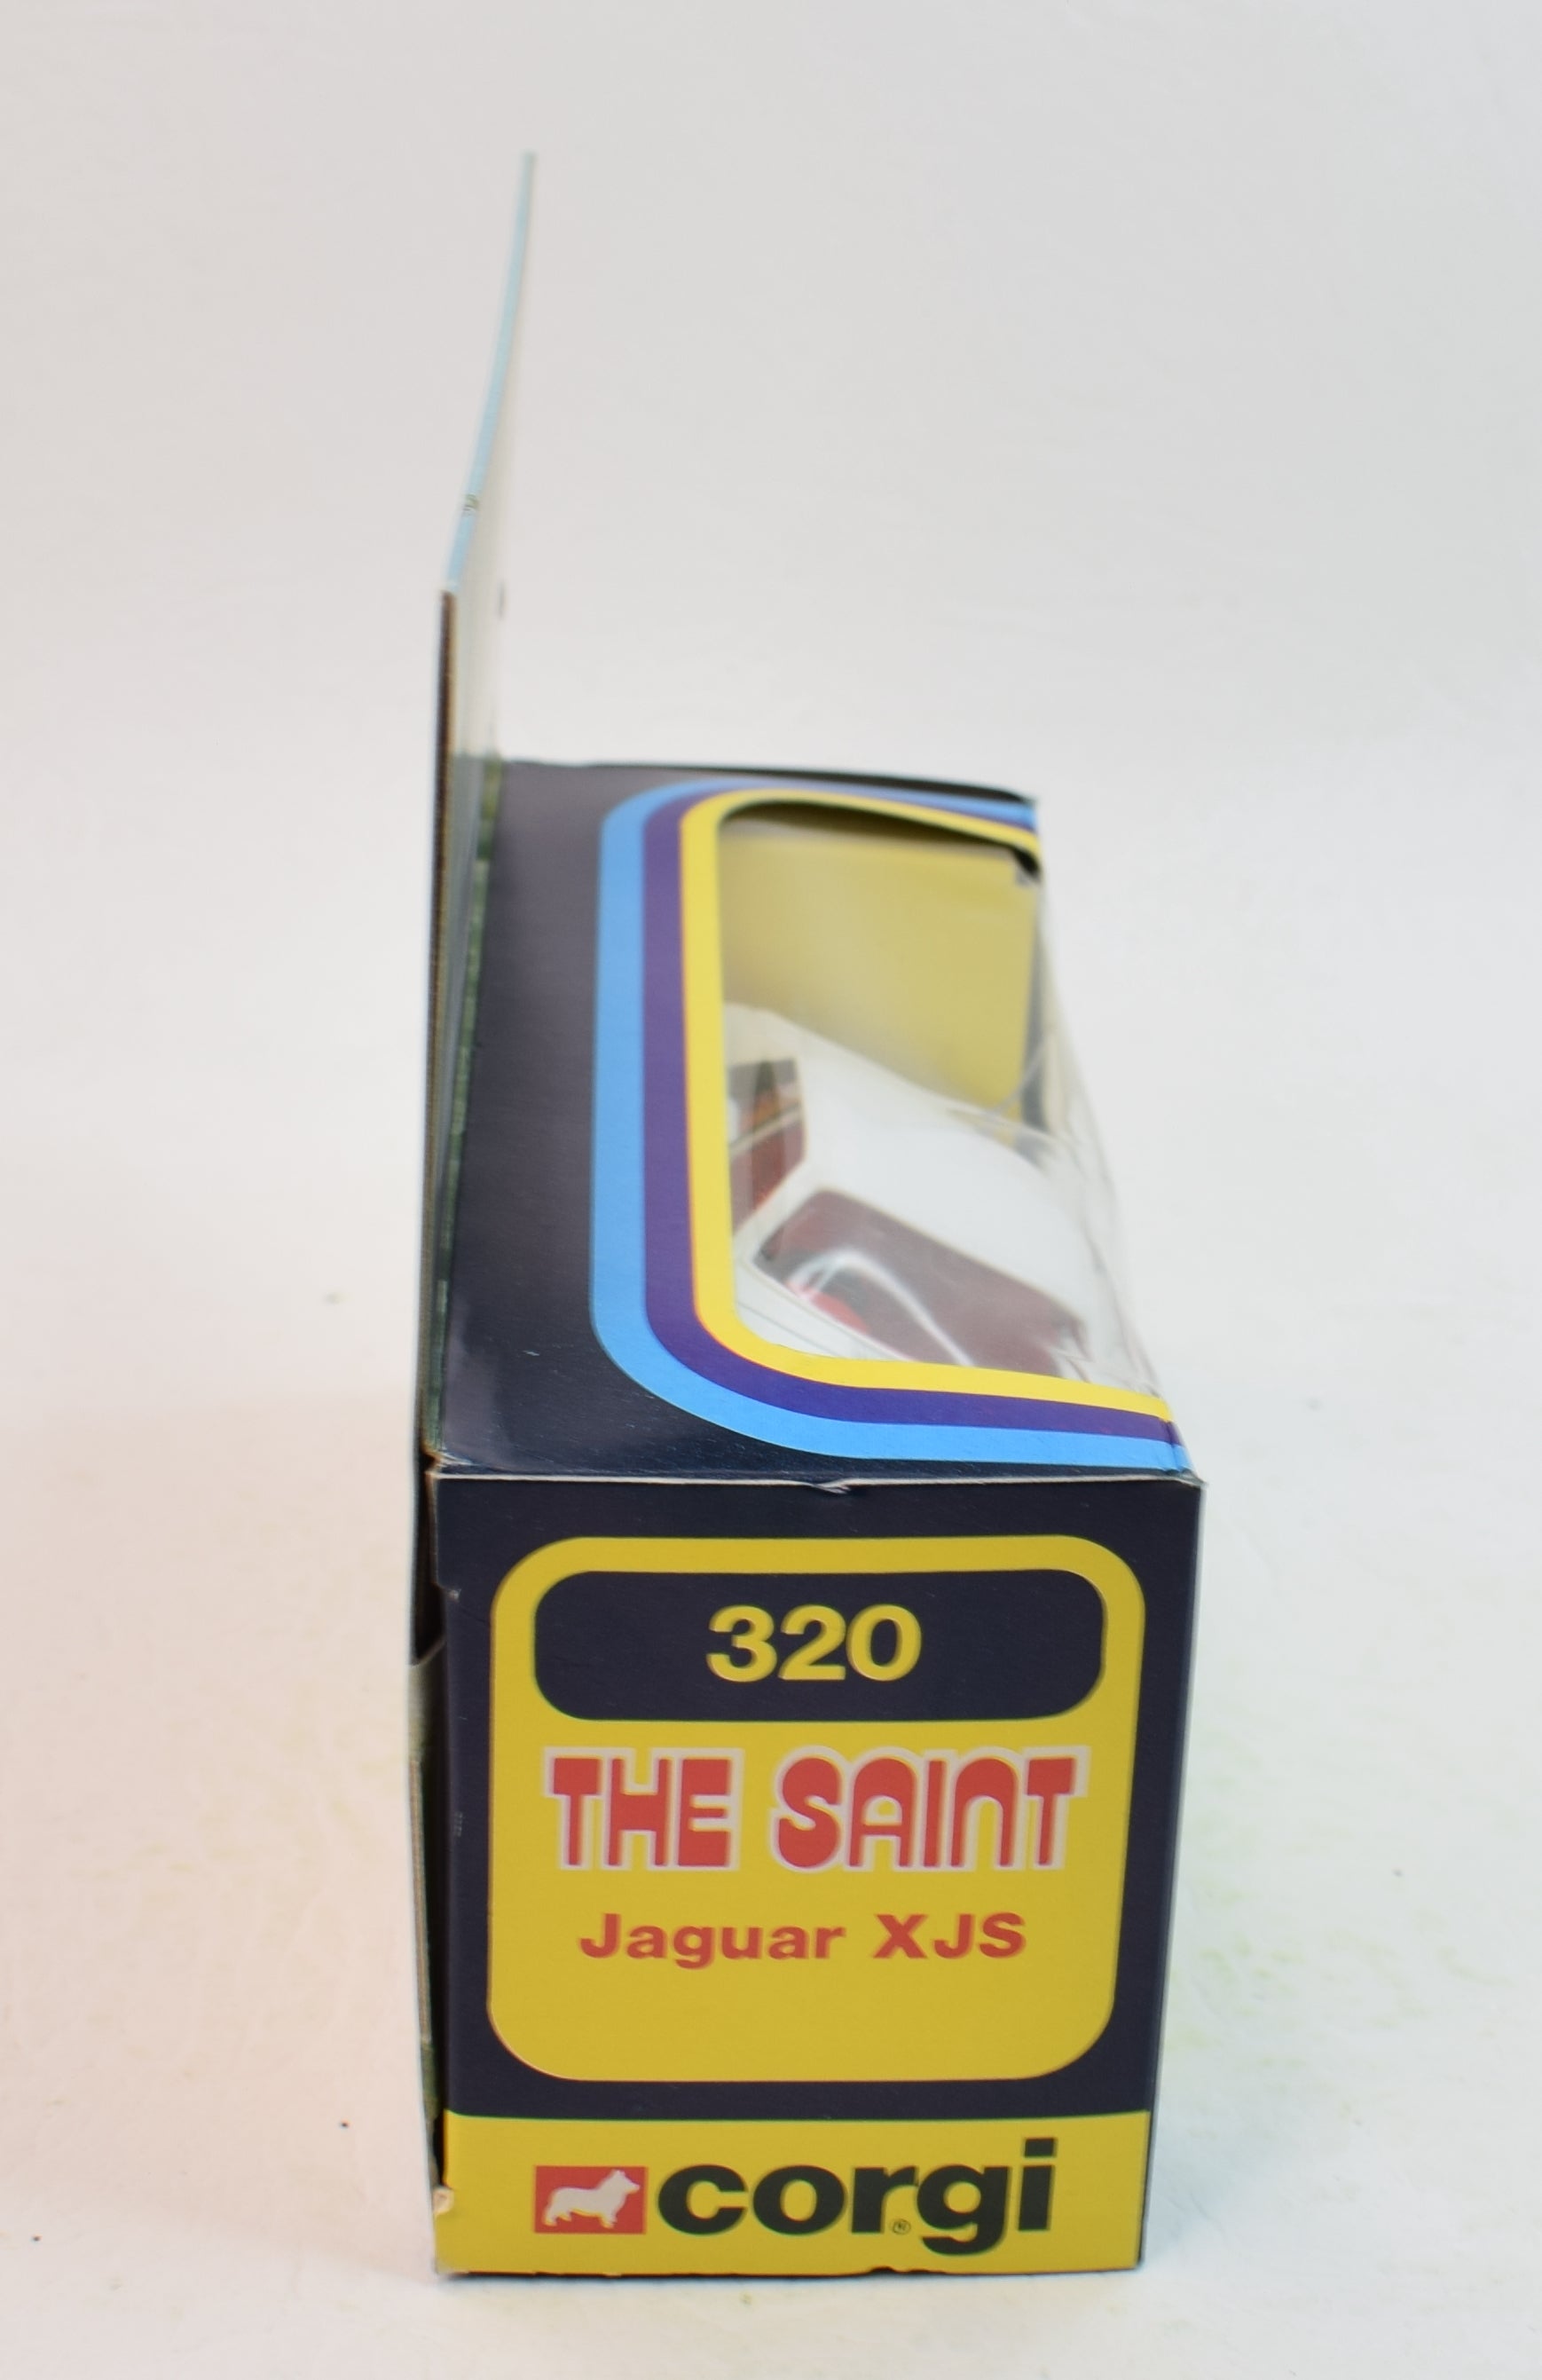 320
THE SAINT
Jaguar XJS
corgi®